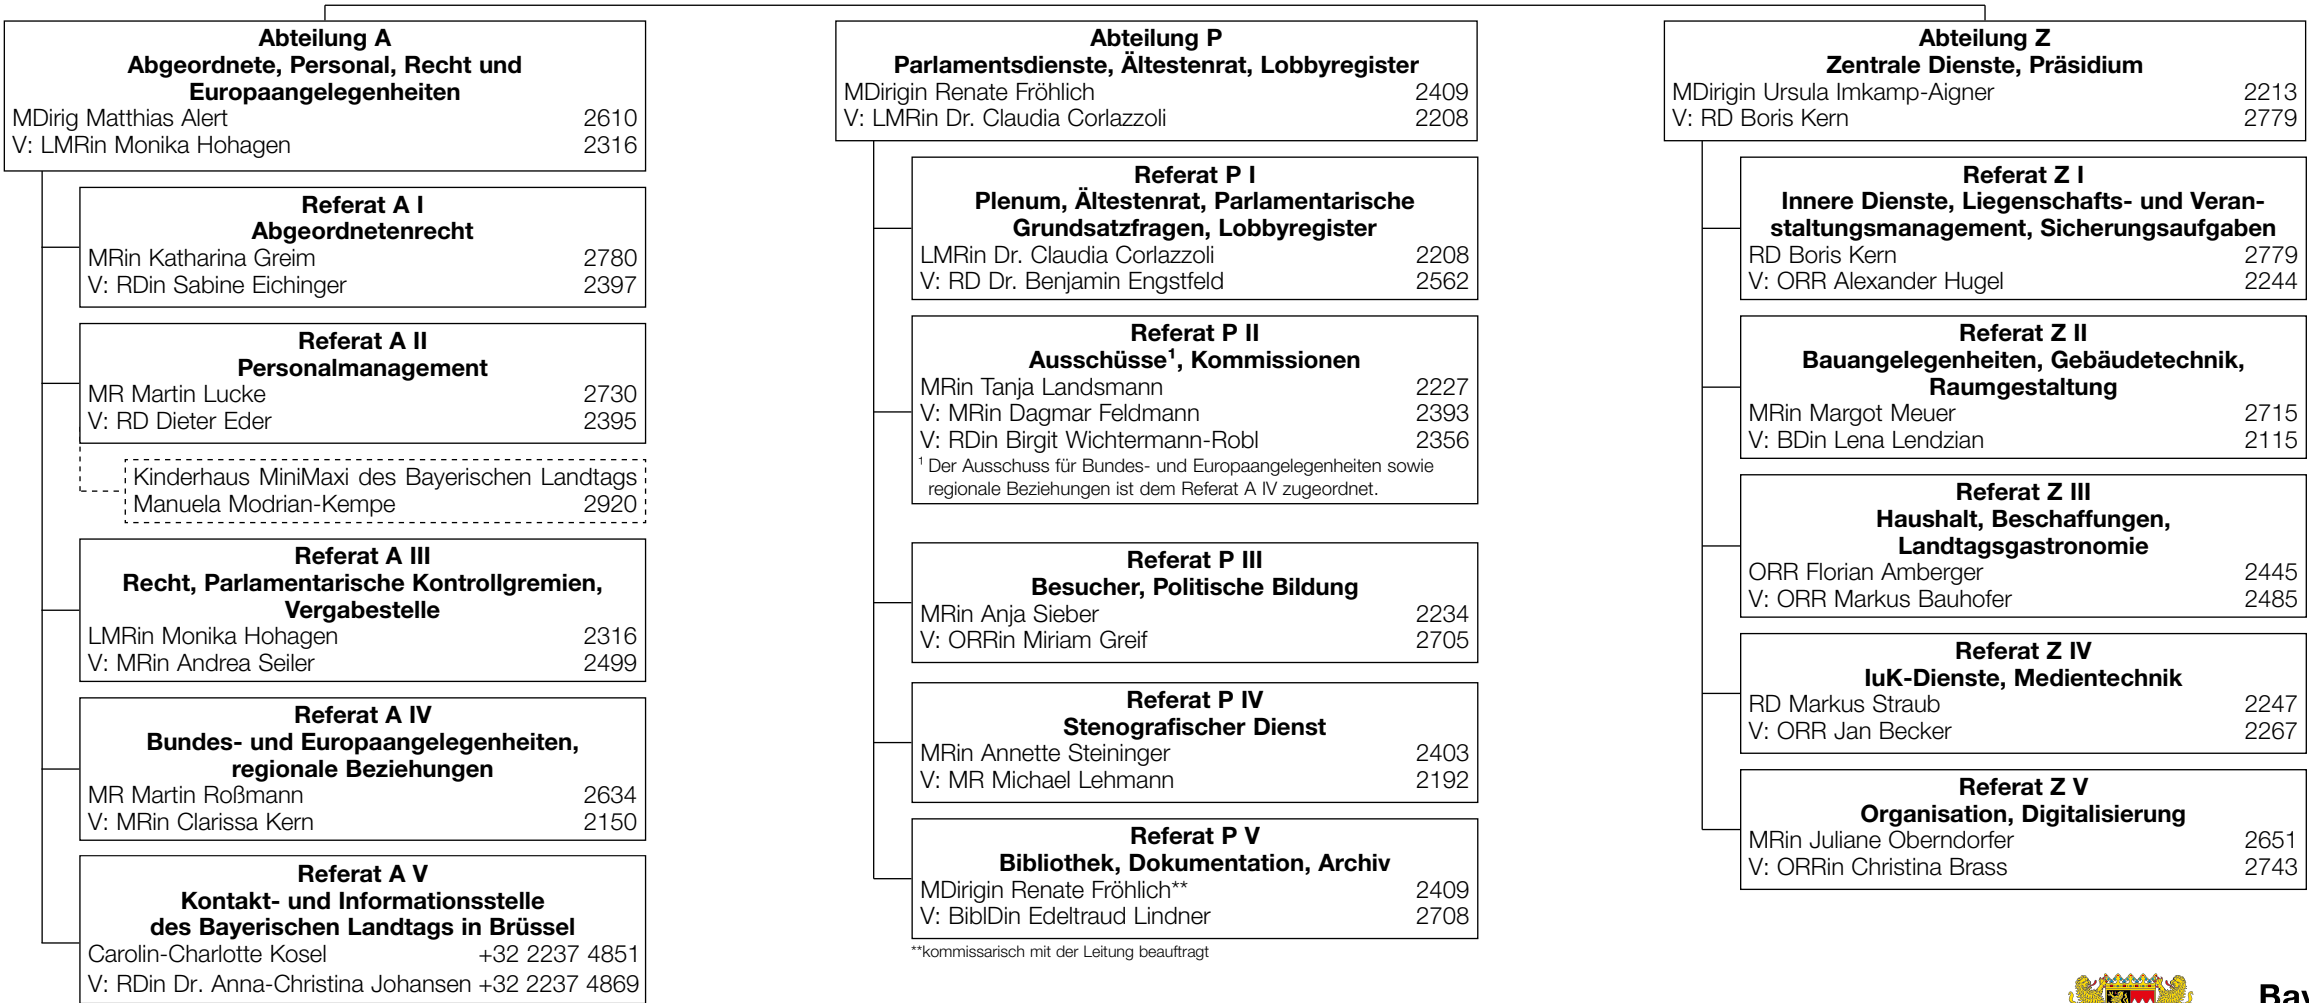 Abteilung A
Abgeordnete, Personal, Recht und
Europaangelegenheiten
MDirig Matthias Alert 2610
V: LMRin Monika Hohagen 2316
Referat A I
Abgeordnetenrecht
MRin Katharina Greim 2780
V: RDin Sabine Eichinger 2397
Referat A II
Personalmanagement
MR Martin Lucke 2730
V: RD Dieter Eder 2395
Kinderhaus MiniMaxi des Bayerischen Landtags
Manuela Modrian-Kempe 2920
Referat A III
Recht, Parlamentarische Kontrollgremien,
Vergabestelle
LMRin Monika Hohagen 2316
V: MRin Andrea Seiler 2499
Referat A IV
Bundes- und Europaangelegenheiten,
regionale Beziehungen
MR Martin Roßmann 2634
V: MRin Clarissa Kern 2150
Referat A V
Kontakt- und Informationsstelle
des Bayerischen Landtags in Brüssel
Carolin-Charlotte Kosel +32 2237 4851
V: RDin Dr. Anna-Christina Johansen +32 2237 4869
Abteilung P
Parlamentsdienste, Ältestenrat, Lobbyregister
MDirigin Renate Fröhlich 2409
V: LMRin Dr. Claudia Corlazzoli 2208
Referat P I
Plenum, Ältestenrat, Parlamentarische
Grundsatzfragen, Lobbyregister
LMRin Dr. Claudia Corlazzoli 2208
V: RD Dr. Benjamin Engstfeld 2562
Referat P II
Ausschüsse¹, Kommissionen
MRin Tanja Landsmann 2227
V: MRin Dagmar Feldmann 2393
V: RDin Birgit Wichtermann-Robl 2356
¹ Der Ausschuss für Bundes- und Europaangelegenheiten sowie
regionale Beziehungen ist dem Referat A IV zugeordnet.
Referat P III
Besucher, Politische Bildung
MRin Anja Sieber 2234
V: ORRin Miriam Greif 2705
Referat P IV
Stenografischer Dienst
MRin Annette Steininger 2403
V: MR Michael Lehmann 2192
Referat P V
Bibliothek, Dokumentation, Archiv
MDirigin Renate Fröhlich** 2409
V: BiblDin Edeltraud Lindner 2708
**kommissarisch mit der Leitung beauftragt
Abteilung Z
Zentrale Dienste, Präsidium
MDirigin Ursula Imkamp-Aigner 2213
V: RD Boris Kern 2779
Referat Z I
Innere Dienste, Liegenschafts- und Veran-
staltungsmanagement, Sicherungsaufgaben
RD Boris Kern 2779
V: ORR Alexander Hugel 2244
Referat Z II
Bauangelegenheiten, Gebäudetechnik,
Raumgestaltung
MRin Margot Meuer 2715
V: BDin Lena Lendzian 2115
Referat Z III
Haushalt, Beschaffungen,
Landtagsgastronomie
ORR Florian Amberger 2445
V: ORR Markus Bauhofer 2485
Referat Z IV
IuK-Dienste, Medientechnik
RD Markus Straub 2247
V: ORR Jan Becker 2267
Referat Z V
Organisation, Digitalisierung
MRin Juliane Oberndorfer 2651
V: ORRin Christina Brass 2743